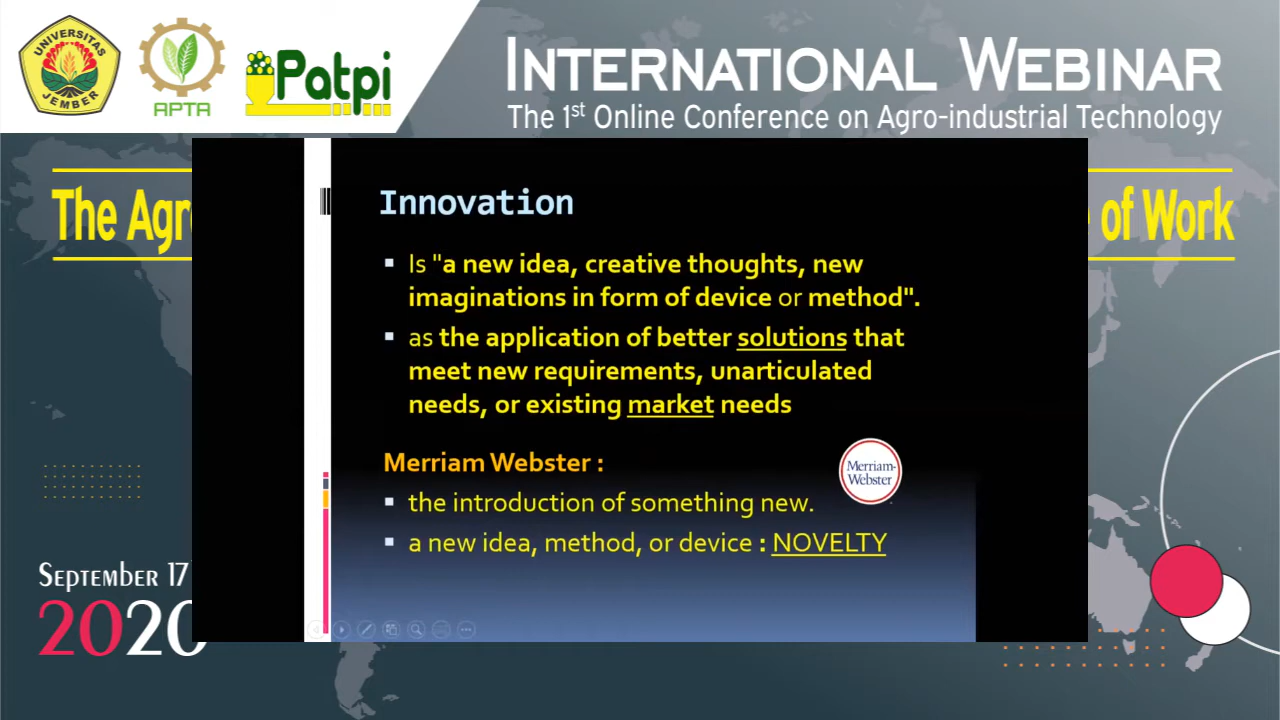 UNIVERSITAS
JEMBER
APTA
Patpi
INTERNATIONAL WEBINAR
The 1st Online Conference on Agro-industrial Technology
The Agr
of Work
Innovation
Is "a new idea, creative thoughts, new
imaginations in form of device or method".
as the application of better solutions that
meet new requirements, unarticulated
needs, or existing market needs
Merriam Webster :
Merriam-
Webster
the introduction of something new.
a new idea, method, or device : NOVELTY
September 17
2020